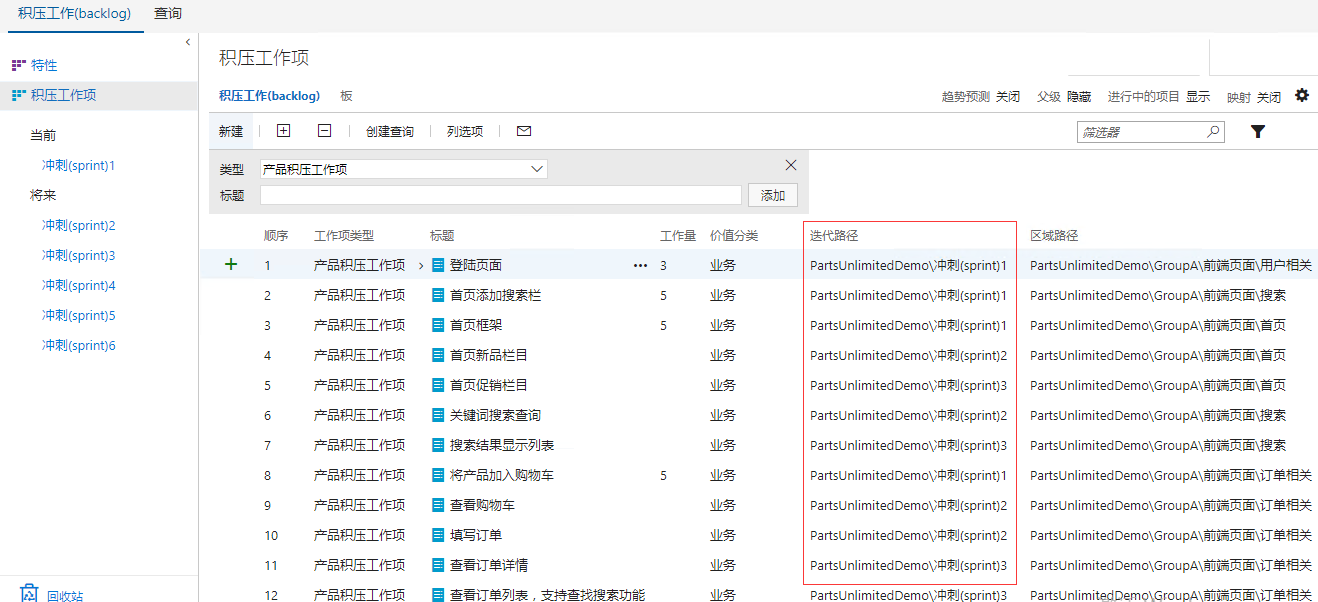 积压工作(backlog) 查询
特性
积压工作项
当前
冲刺(sprint)1
将来
冲刺(sprint)2
冲刺(sprint)3
冲刺(sprint)4
冲刺(sprint)5
冲刺(sprint)6
回收站
积压工作项
积压工作(backlog) 板 趋势预测 关闭 父级 隐藏 进行中的项目 显示 映射 关闭
新建 创建查询 列选项 筛选器
类型 产品积压工作项
标题 添加
顺序 工作项类型 标题 工作量 价值分类 迭代路径 区域路径
1 产品积压工作项 登陆页面 ••• 3 业务 PartsUnlimitedDemo\冲刺(sprint)1 PartsUnlimitedDemo\GroupA\前端页面\用户相关
2 产品积压工作项 首页添加搜索栏 5 业务 PartsUnlimitedDemo\冲刺(sprint)1 PartsUnlimitedDemo\GroupA\前端页面\搜索
3 产品积压工作项 首页框架 5 业务 PartsUnlimitedDemo\冲刺(sprint)1 PartsUnlimitedDemo\GroupA\前端页面\首页
4 产品积压工作项 首页新品栏目 业务 PartsUnlimitedDemo\冲刺(sprint)2 PartsUnlimitedDemo\GroupA\前端页面\首页
5 产品积压工作项 首页促销栏目 业务 PartsUnlimitedDemo\冲刺(sprint)3 PartsUnlimitedDemo\GroupA\前端页面\首页
6 产品积压工作项 关键词搜索查询 业务 PartsUnlimitedDemo\冲刺(sprint)2 PartsUnlimitedDemo\GroupA\前端页面\搜索
7 产品积压工作项 搜索结果显示列表 业务 PartsUnlimitedDemo\冲刺(sprint)3 PartsUnlimitedDemo\GroupA\前端页面\搜索
8 产品积压工作项 将产品加入购物车 5 业务 PartsUnlimitedDemo\冲刺(sprint)1 PartsUnlimitedDemo\GroupA\前端页面\订单相关
9 产品积压工作项 查看购物车 业务 PartsUnlimitedDemo\冲刺(sprint)2 PartsUnlimitedDemo\GroupA\前端页面\订单相关
10 产品积压工作项 填写订单 业务 PartsUnlimitedDemo\冲刺(sprint)2 PartsUnlimitedDemo\GroupA\前端页面\订单相关
11 产品积压工作项 查看订单详情 业务 PartsUnlimitedDemo\冲刺(sprint)3 PartsUnlimitedDemo\GroupA\前端页面\订单相关
12 产品积压工作项 查看订单列表，支持查找搜索功能 业务 PartsUnlimitedDemo\冲刺(sprint)3 PartsUnlimitedDemo\GroupA\前端页面\订单相关